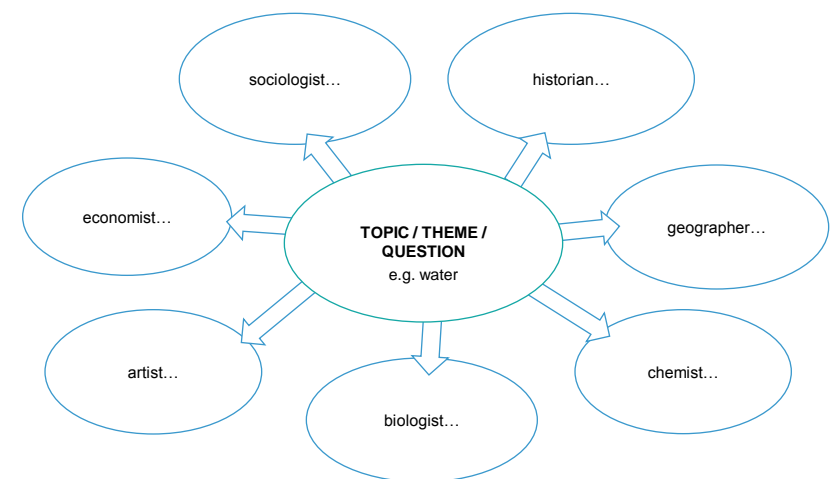 sociologist…
historian…
economist…
TOPIC / THEME /
QUESTION
e.g. water
geographer…
artist…
chemist…
biologist…